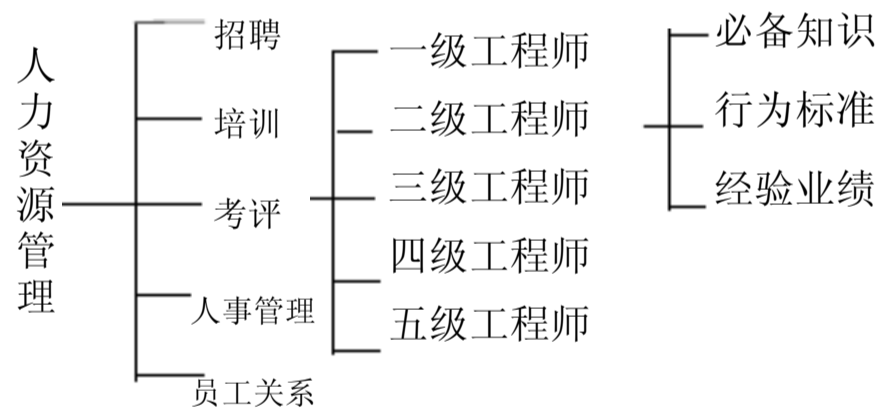 人力资源管理
招聘
培训
考评
人事管理
员工关系
一级工程师
二级工程师
三级工程师
四级工程师
五级工程师
必备知识
行为标准
经验业绩